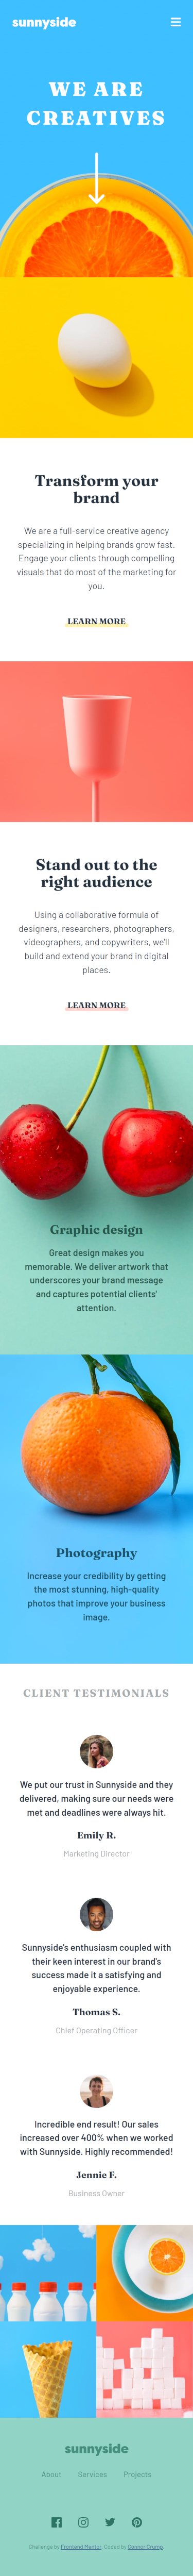 sunnyside
WE ARE
CREATIVES
Transform your
brand
We are a full-service creative agency
specializing in helping brands grow fast.
Engage your clients through compelling
visuals that do most of the marketing for
you.
LEARN MORE
Stand out to the
right audience
Using a collaborative formula of
designers, researchers, photographers,
videographers, and copywriters, we'll
build and extend your brand in digital
places.
LEARN MORE
Graphic design
Great design makes you
memorable. We deliver artwork that
underscores your brand message
and captures potential clients'
attention.
Photography
Increase your credibility by getting
the most stunning, high-quality
photos that improve your business
image.
CLIENT TESTIMONIALS
We put our trust in Sunnyside and they
delivered, making sure our needs were
met and deadlines were always hit.
Emily R.
Marketing Director
Sunnyside's enthusiasm coupled with
their keen interest in our brand's
success made it a satisfying and
enjoyable experience.
Thomas S.
Chief Operating Officer
Incredible end result! Our sales
increased over 400% when we worked
with Sunnyside. Highly recommended!
Jennie F.
Business Owner
sunnyside
About Services Projects
Challenge by Frontend Mentor. Coded by Conner Crump.